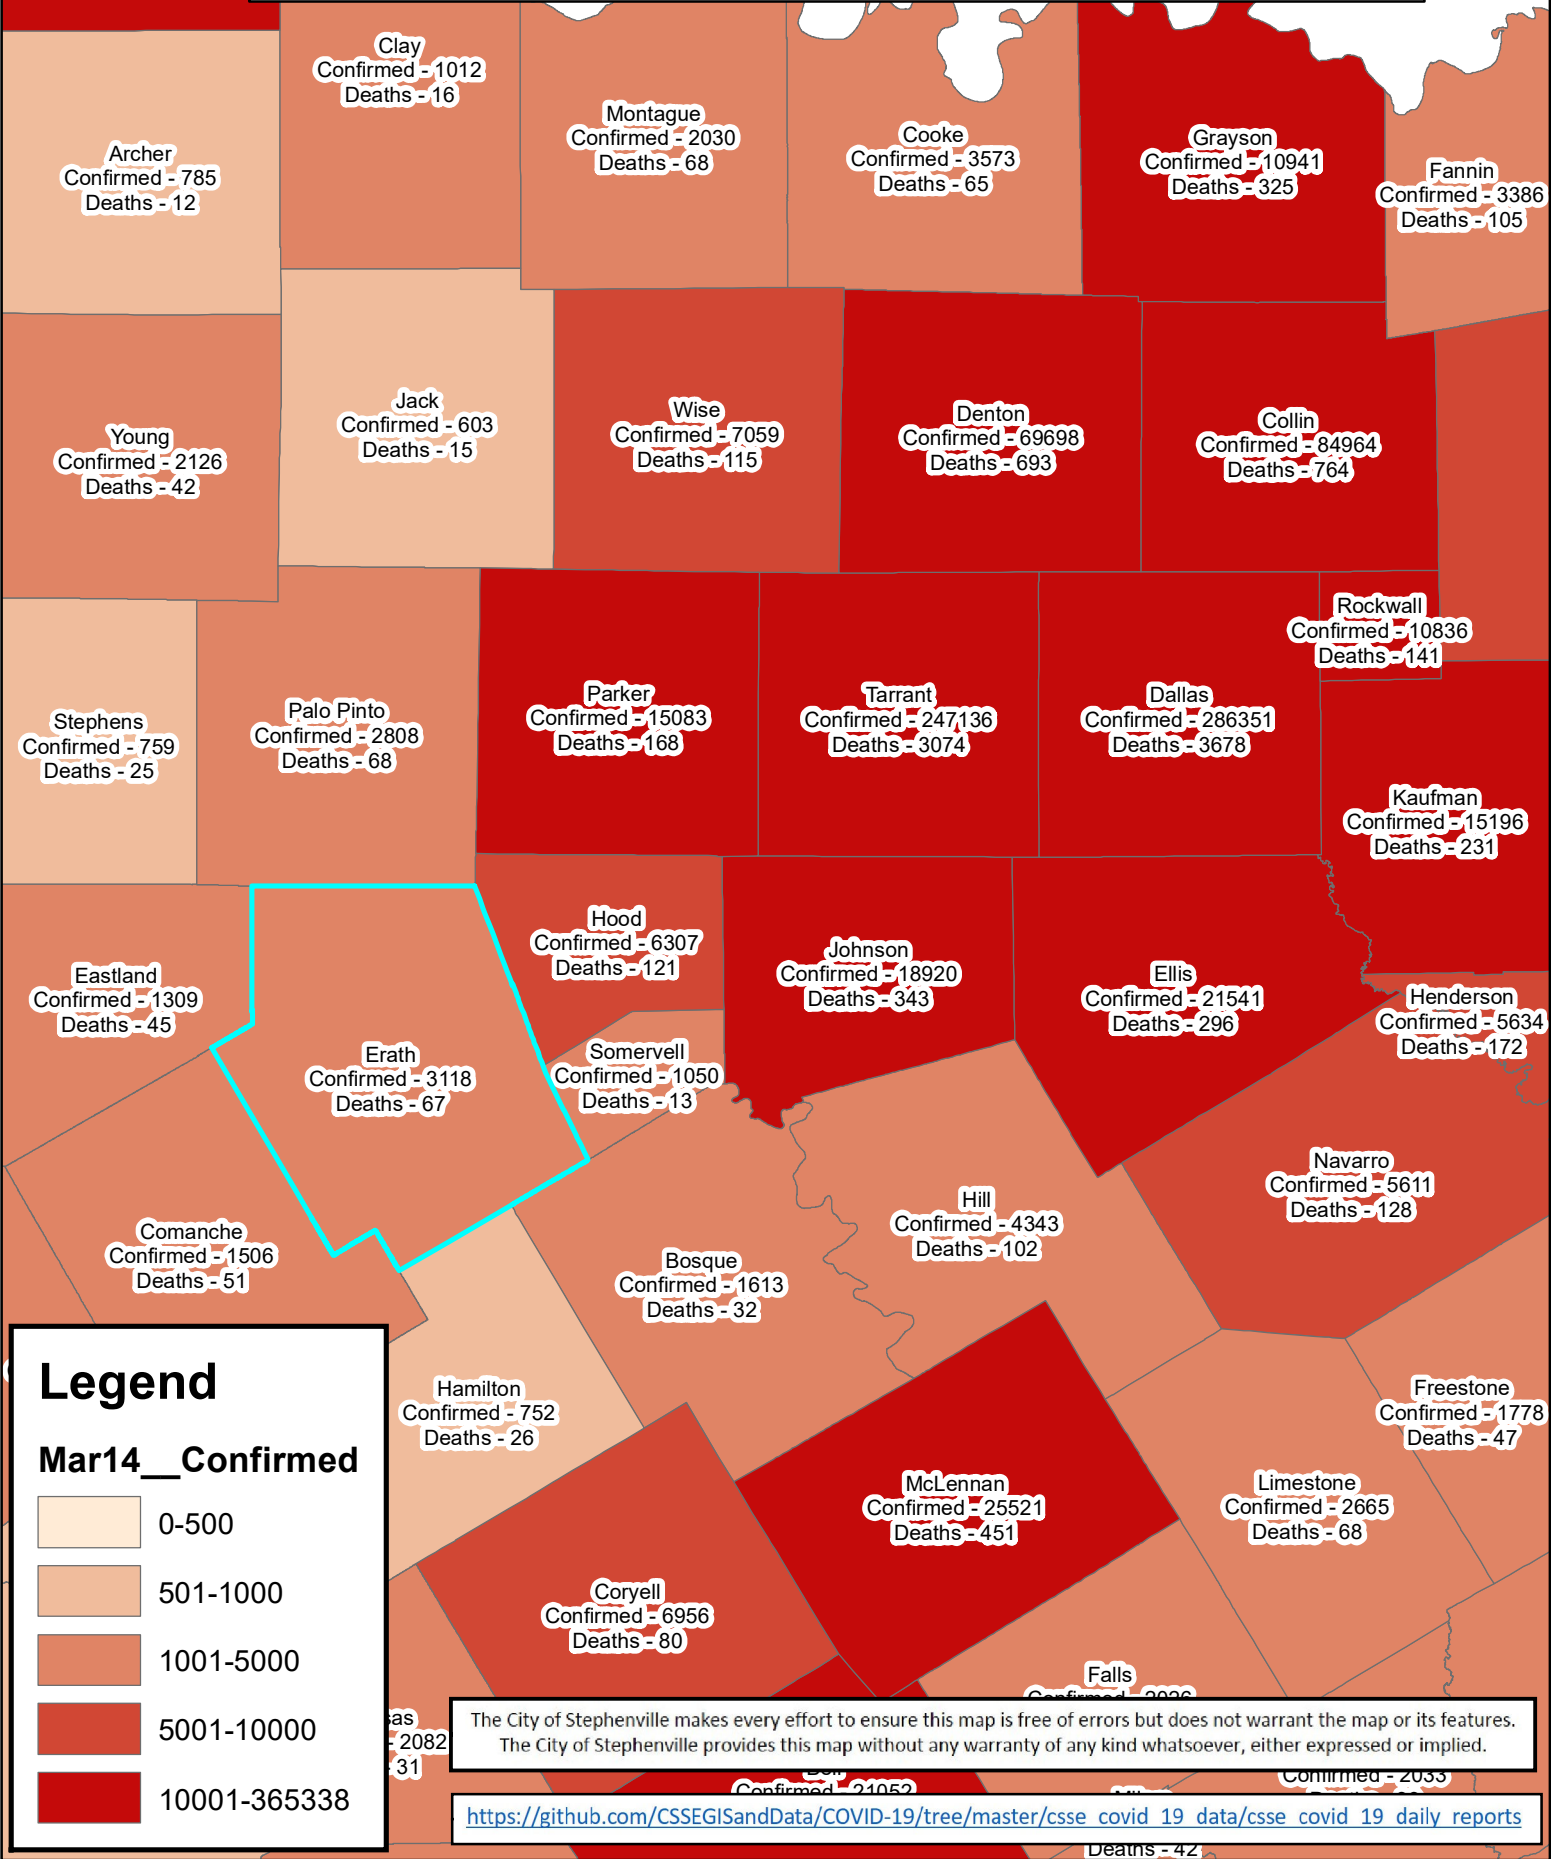 Clay
Confirmed - 1012
Deaths - 16
Montague
Confirmed - 2030
Deaths - 68
Cooke
Confirmed - 3573
Deaths - 65
Grayson
Confirmed - 10941
Deaths - 325
Fannin
Confirmed - 3386
Deaths - 105
Archer
Confirmed - 785
Deaths - 12
Young
Confirmed - 2126
Deaths - 42
Jack
Confirmed - 603
Deaths - 15
Wise
Confirmed - 7059
Deaths - 115
Denton
Confirmed - 69698
Deaths - 693
Collin
Confirmed - 84964
Deaths - 764
Rockwall
Confirmed - 10836
Deaths - 141
Stephens
Confirmed - 759
Deaths - 25
Palo Pinto
Confirmed - 2808
Deaths - 68
Parker
Confirmed - 15083
Deaths - 168
Tarrant
Confirmed - 247136
Deaths - 3074
Dallas
Confirmed - 286351
Deaths - 3678
Kaufman
Confirmed - 15196
Deaths - 231
Eastland
Confirmed - 1309
Deaths - 45
Erath
Confirmed - 3118
Deaths - 67
Hood
Confirmed - 6307
Deaths - 121
Somervell
Confirmed - 1050
Deaths - 13
Johnson
Confirmed - 18920
Deaths - 343
Ellis
Confirmed - 21541
Deaths - 296
Henderson
Confirmed - 5634
Deaths - 172
Navarro
Confirmed - 5611
Deaths - 128
Comanche
Confirmed - 1506
Deaths - 51
Bosque
Confirmed - 1613
Deaths - 32
Hill
Confirmed - 4343
Deaths - 102
Hamilton
Confirmed - 752
Deaths - 26
McLennan
Confirmed - 25521
Deaths - 451
Limestone
Confirmed - 2665
Deaths - 68
Freestone
Confirmed - 1778
Deaths - 47
Coryell
Confirmed - 6956
Deaths - 80
Falls
sas
- 2082
- 31
Confirmed - 21052
Confirmed - 2033
Deaths - 42
Legend
Mar14__Confirmed
0-500
501-1000
1001-5000
5001-10000
10001-365338
The City of Stephenville makes every effort to ensure this map is free of errors but does not warrant the map or its features.
The City of Stephenville provides this map without any warranty of any kind whatsoever, either expressed or implied.
https://github.com/CSSEGISandData/COVID-19/tree/master/csse_covid_19_data/csse_covid_19_daily_reports